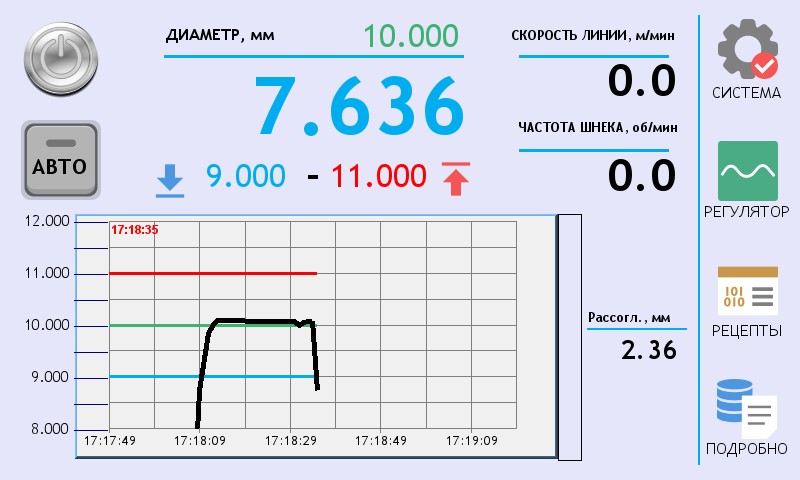 ДИАМЕТР, мм
10.000
7.636
9.000 - 11.000
АВТО
СКОРОСТЬ ЛИНИИ, м/мин
0.0
ЧАСТОТА ШНЕКА, об/мин
0.0
СИСТЕМА
РЕГУЛЯТОР
101
010
РЕЦЕПТЫ
ПОДРОБНО
12.000
11.000
10.000
9.000
8.000
17:18:35
17:17:49
17:18:09
17:18:29
17:18:49
17:19:09
Рассогл., мм
2.36